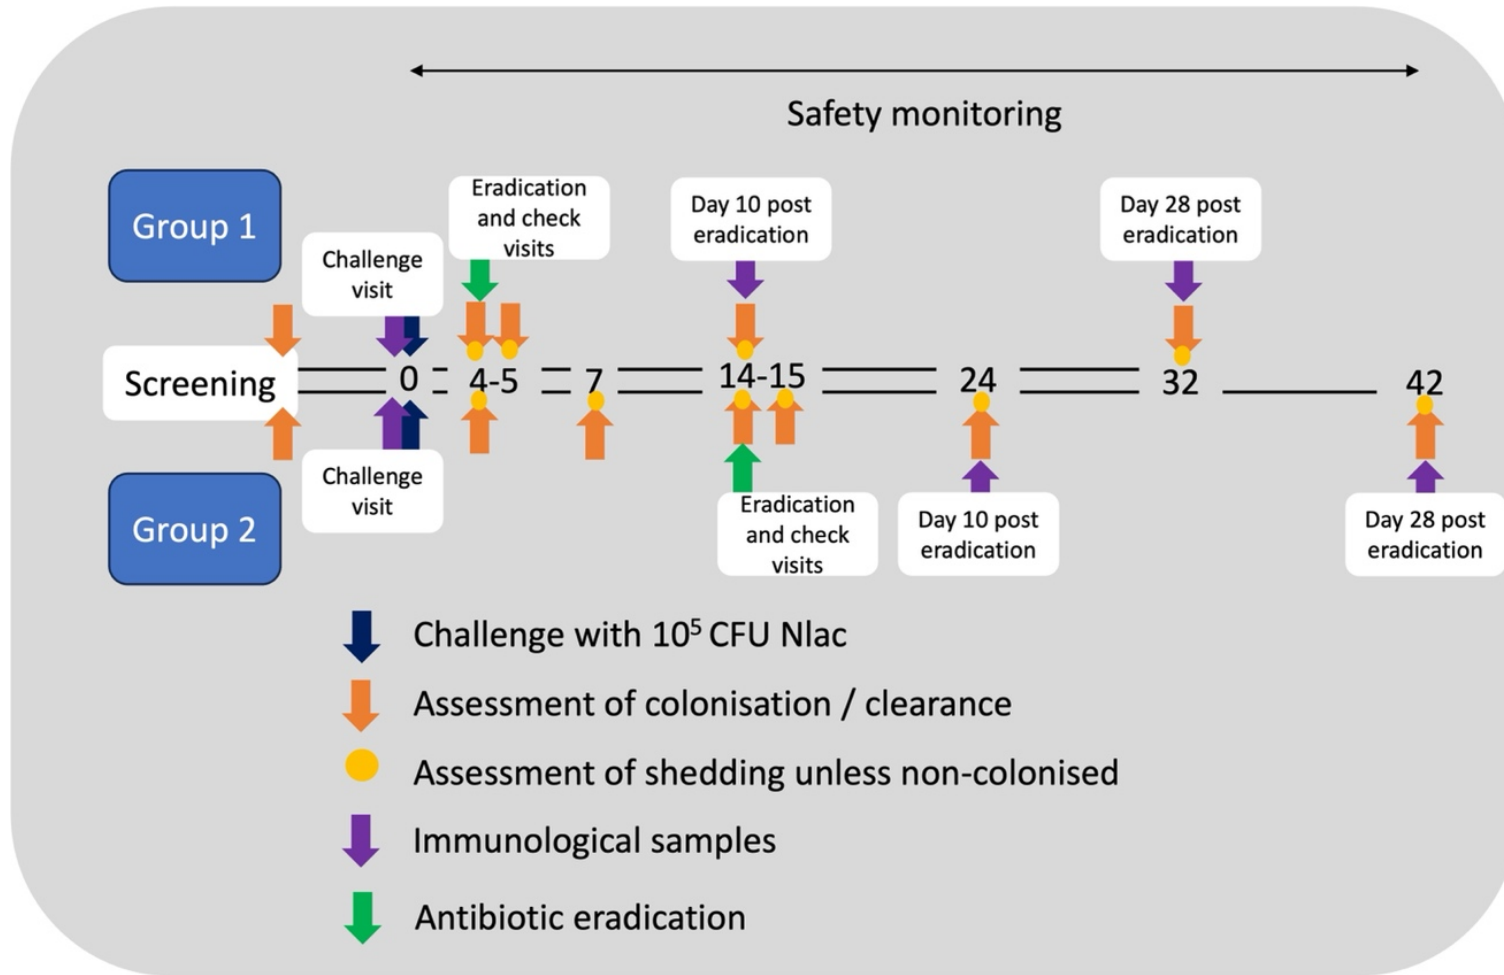 Safety monitoring
Group 1
Challenge
visit
Eradication
and check
visits
Day 10 post
eradication
Day 28 post
eradication
Screening
0
4-5
7
14-15
24
32
42
Group 2
Challenge
visit
Eradication
and check
visits
Day 10 post
eradication
Day 28 post
eradication
Challenge with 10⁵ CFU Nlac
Assessment of colonisation / clearance
Assessment of shedding unless non-colonised
Immunological samples
Antibiotic eradication